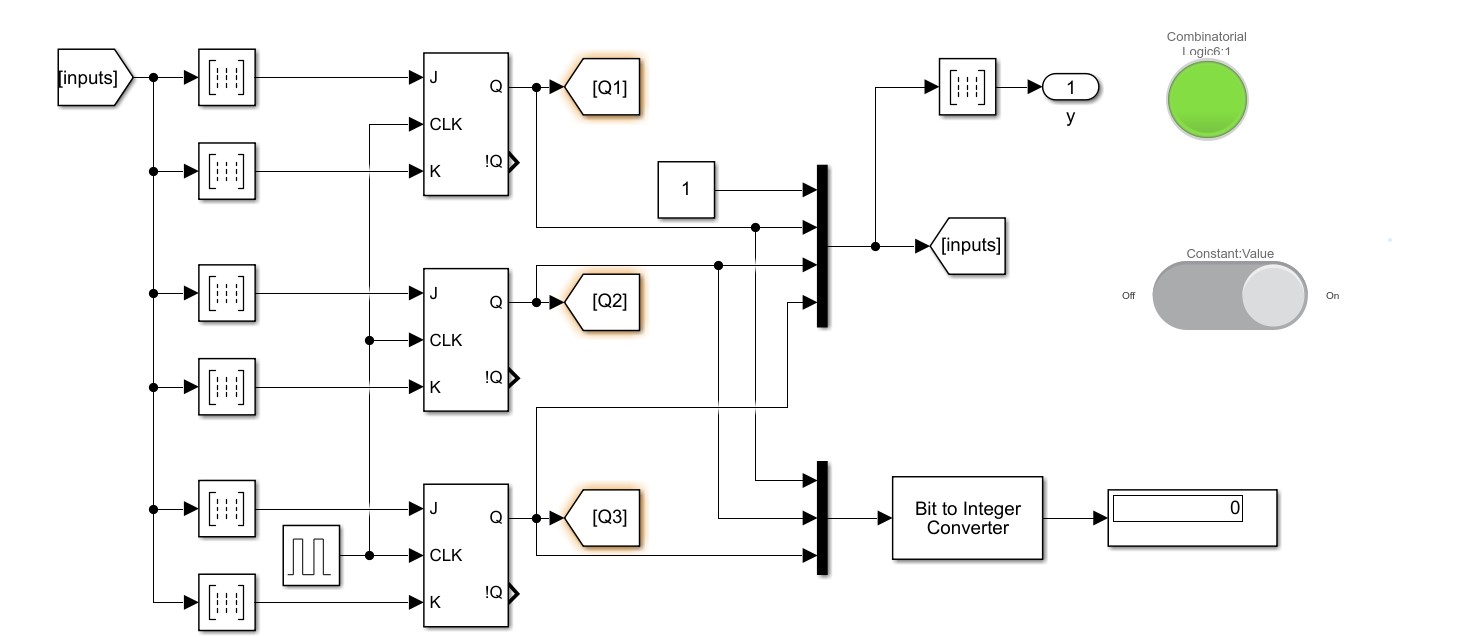 [inputs]
J
CLK
K
Q
!Q
[Q1]
1
1
y
Combinatorial
Logic6:1
[inputs]
J
CLK
K
Q
!Q
[Q2]
Constant:Value
Off
On
J
CLK
K
Q
!Q
[Q3]
Bit to Integer
Converter
0